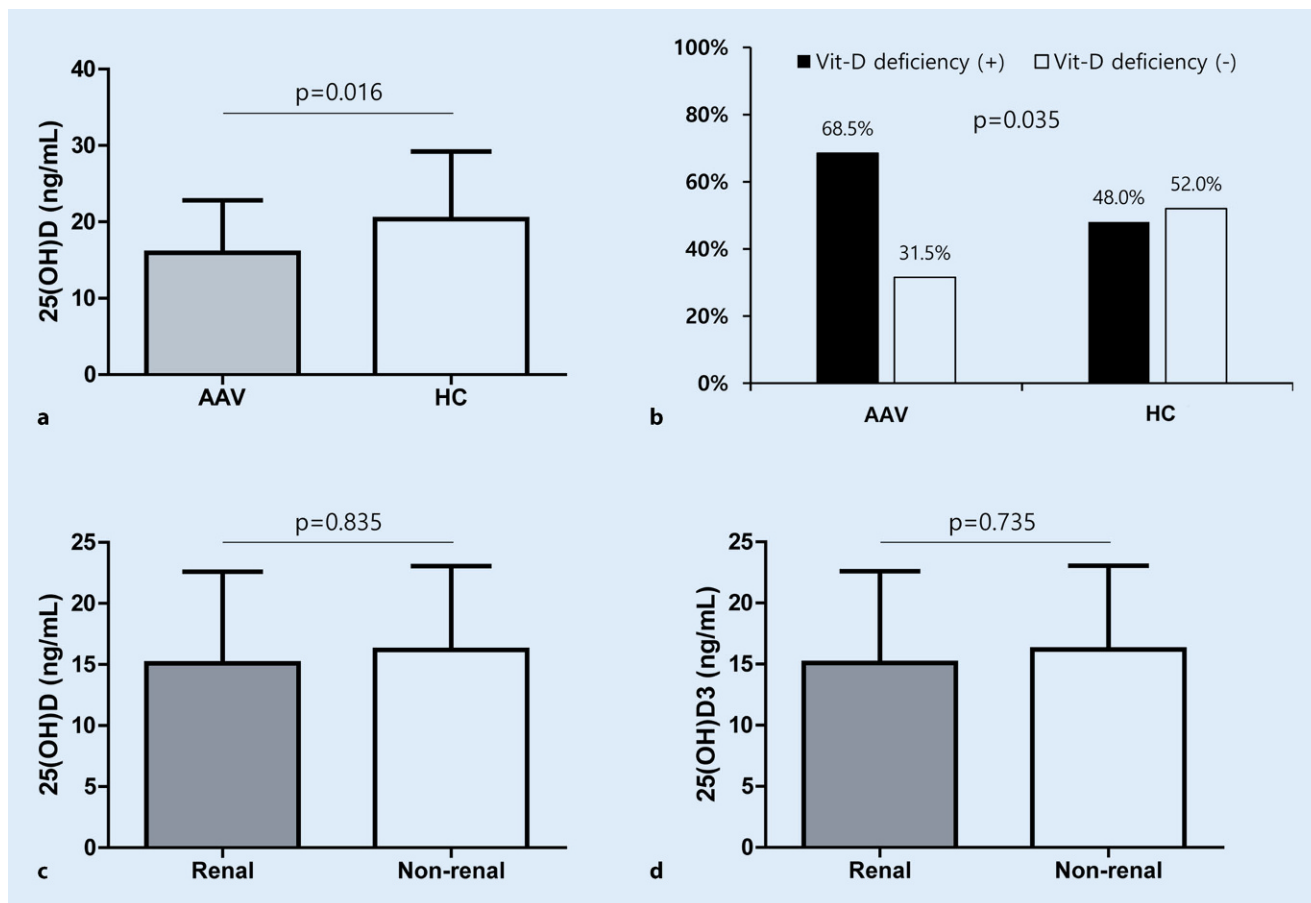 p=0.016
25(OH)D (ng/mL)
40
30
20
10
0
AAV
HC
a
Vit-D deficiency (+)
Vit-D deficiency (-)
p=0.035
100%
80%
60%
40%
20%
0%
68.5%
31.5%
48.0%
52.0%
AAV
HC
b
p=0.835
25(OH)D (ng/mL)
25
20
15
10
5
0
Renal
Non-renal
c
p=0.735
25(OH)D3 (ng/mL)
25
20
15
10
5
0
Renal
Non-renal
d